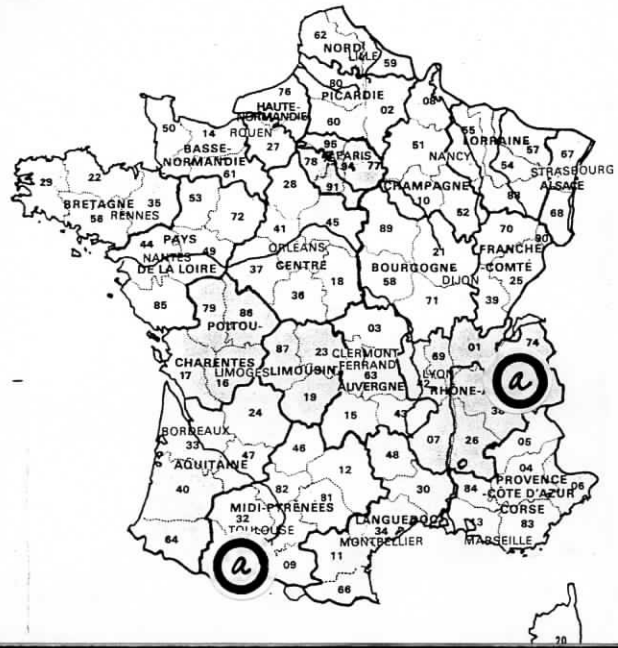 62
NORD
LILLE
59
80
PICARDIE
76
HAUTE-
NORMANDIE
02
08
60
50
14
ROUEN
BASSE-
NORMANDIE
27
61
95
PARIS
78
94
77
91
51
NANCY
CHAMPAGNE
10
52
55
LORRAINE
57
54
88
67
STRASBOURG
ALSACE
68
29
22
BRETAGNE
35
56
RENNES
53
72
28
45
41
ORLÉANS
CENTRE
37
18
36
89
21
BOURGOGNE
58
DIJON
71
70
90
FRANCHE
-COMTÉ
25
39
44
PAYS
49
NANTES
DE LA LOIRE
85
79
86
POITOU-
CHARENTES
17
16
LIMOGES
87
23
LIMOUSIN
19
03
CLERMONT
FERRAND
63
AUVERGNE
15
43
01
74
69
LYON
42
RHÔNE-A
a
38
07
26
05
04
PROVENCE
06
-CÔTE D'AZUR
84
CORSE
13
83
MARSEILLE
24
BORDEAUX
33
47
AQUITAINE
40
64
46
12
82
81
MIDI-PYRÉNÉES
32
TOULOUSE
a
09
48
30
LANGUEDOC
34
MONTPELLIER
11
66
20